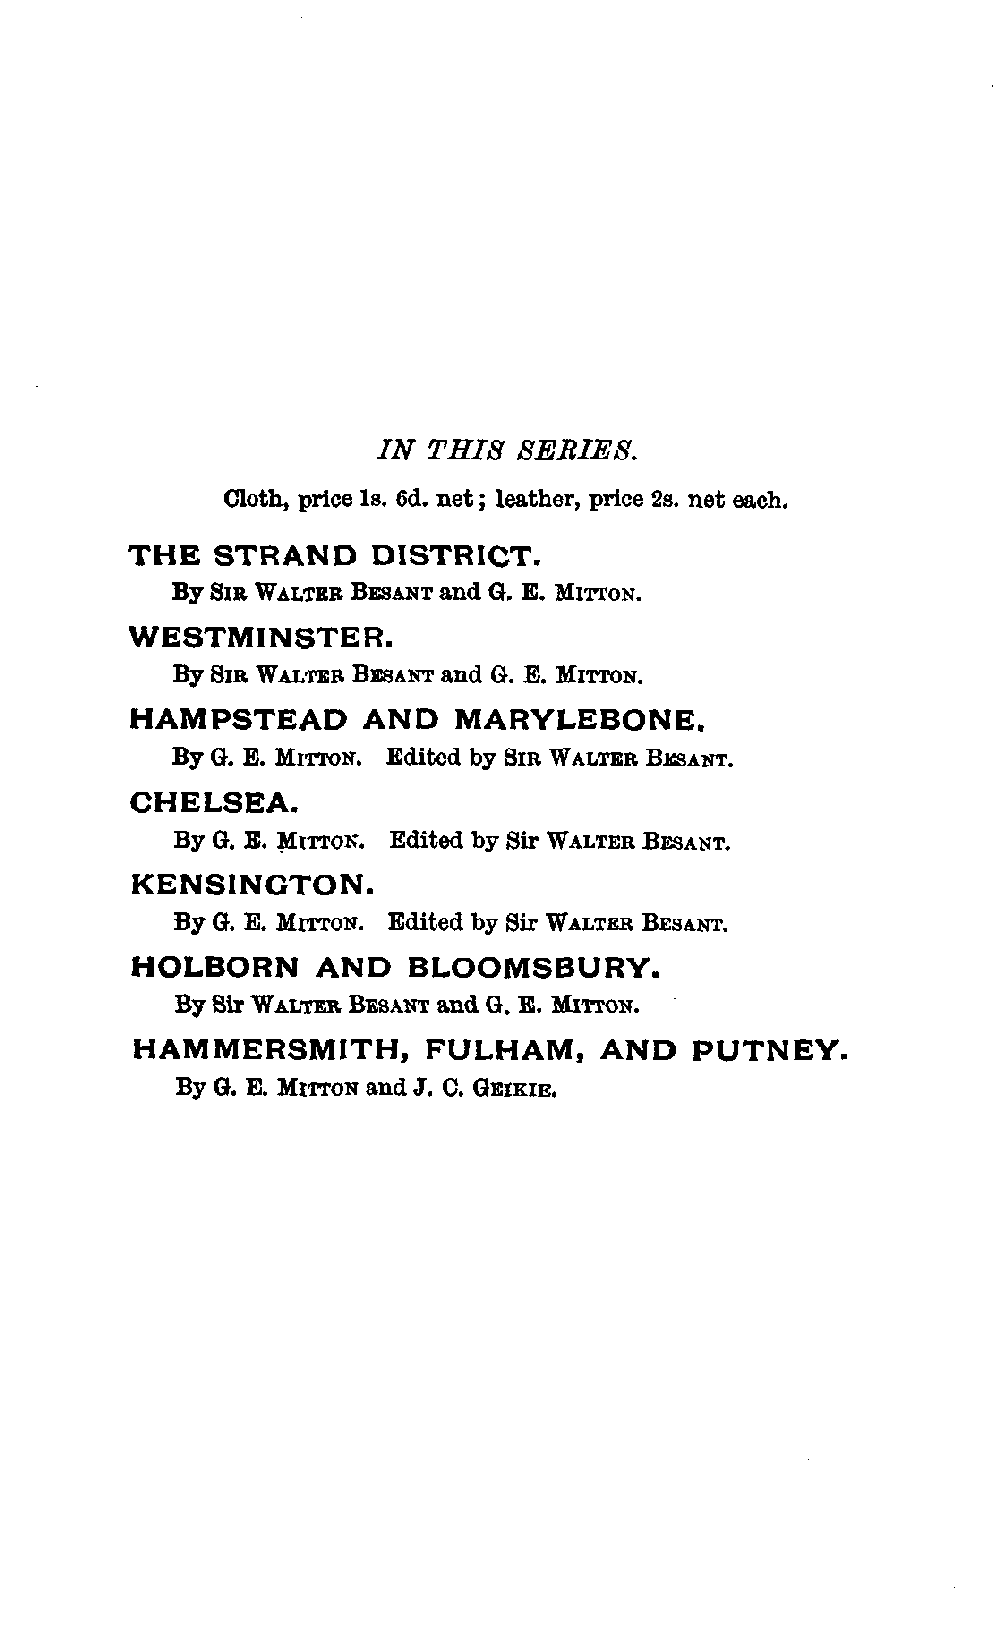 IN THIS SERIES.
Cloth, price 1s. 6d. net; leather, price 2s. net each.
THE STRAND DISTRICT.
By SIR WALTER BESANT and G. E. MITTON.
WESTMINSTER.
By SIR WALTER BESANT and G. E. MITTON.
HAMPSTEAD AND MARYLEBONE.
By G. E. MITTON. Edited by SIR WALTER BESANT.
CHELSEA.
By G. E. MITTON. Edited by Sir WALTER BESANT.
KENSINGTON.
By G. E. MITTON. Edited by Sir WALTER BESANT.
HOLBORN AND BLOOMSBURY.
By Sir WALTER BESANT and G. E. MITTON.
HAMMERSMITH, FULHAM, AND PUTNEY.
By G. E. MITTON and J. C. GEIKIE.